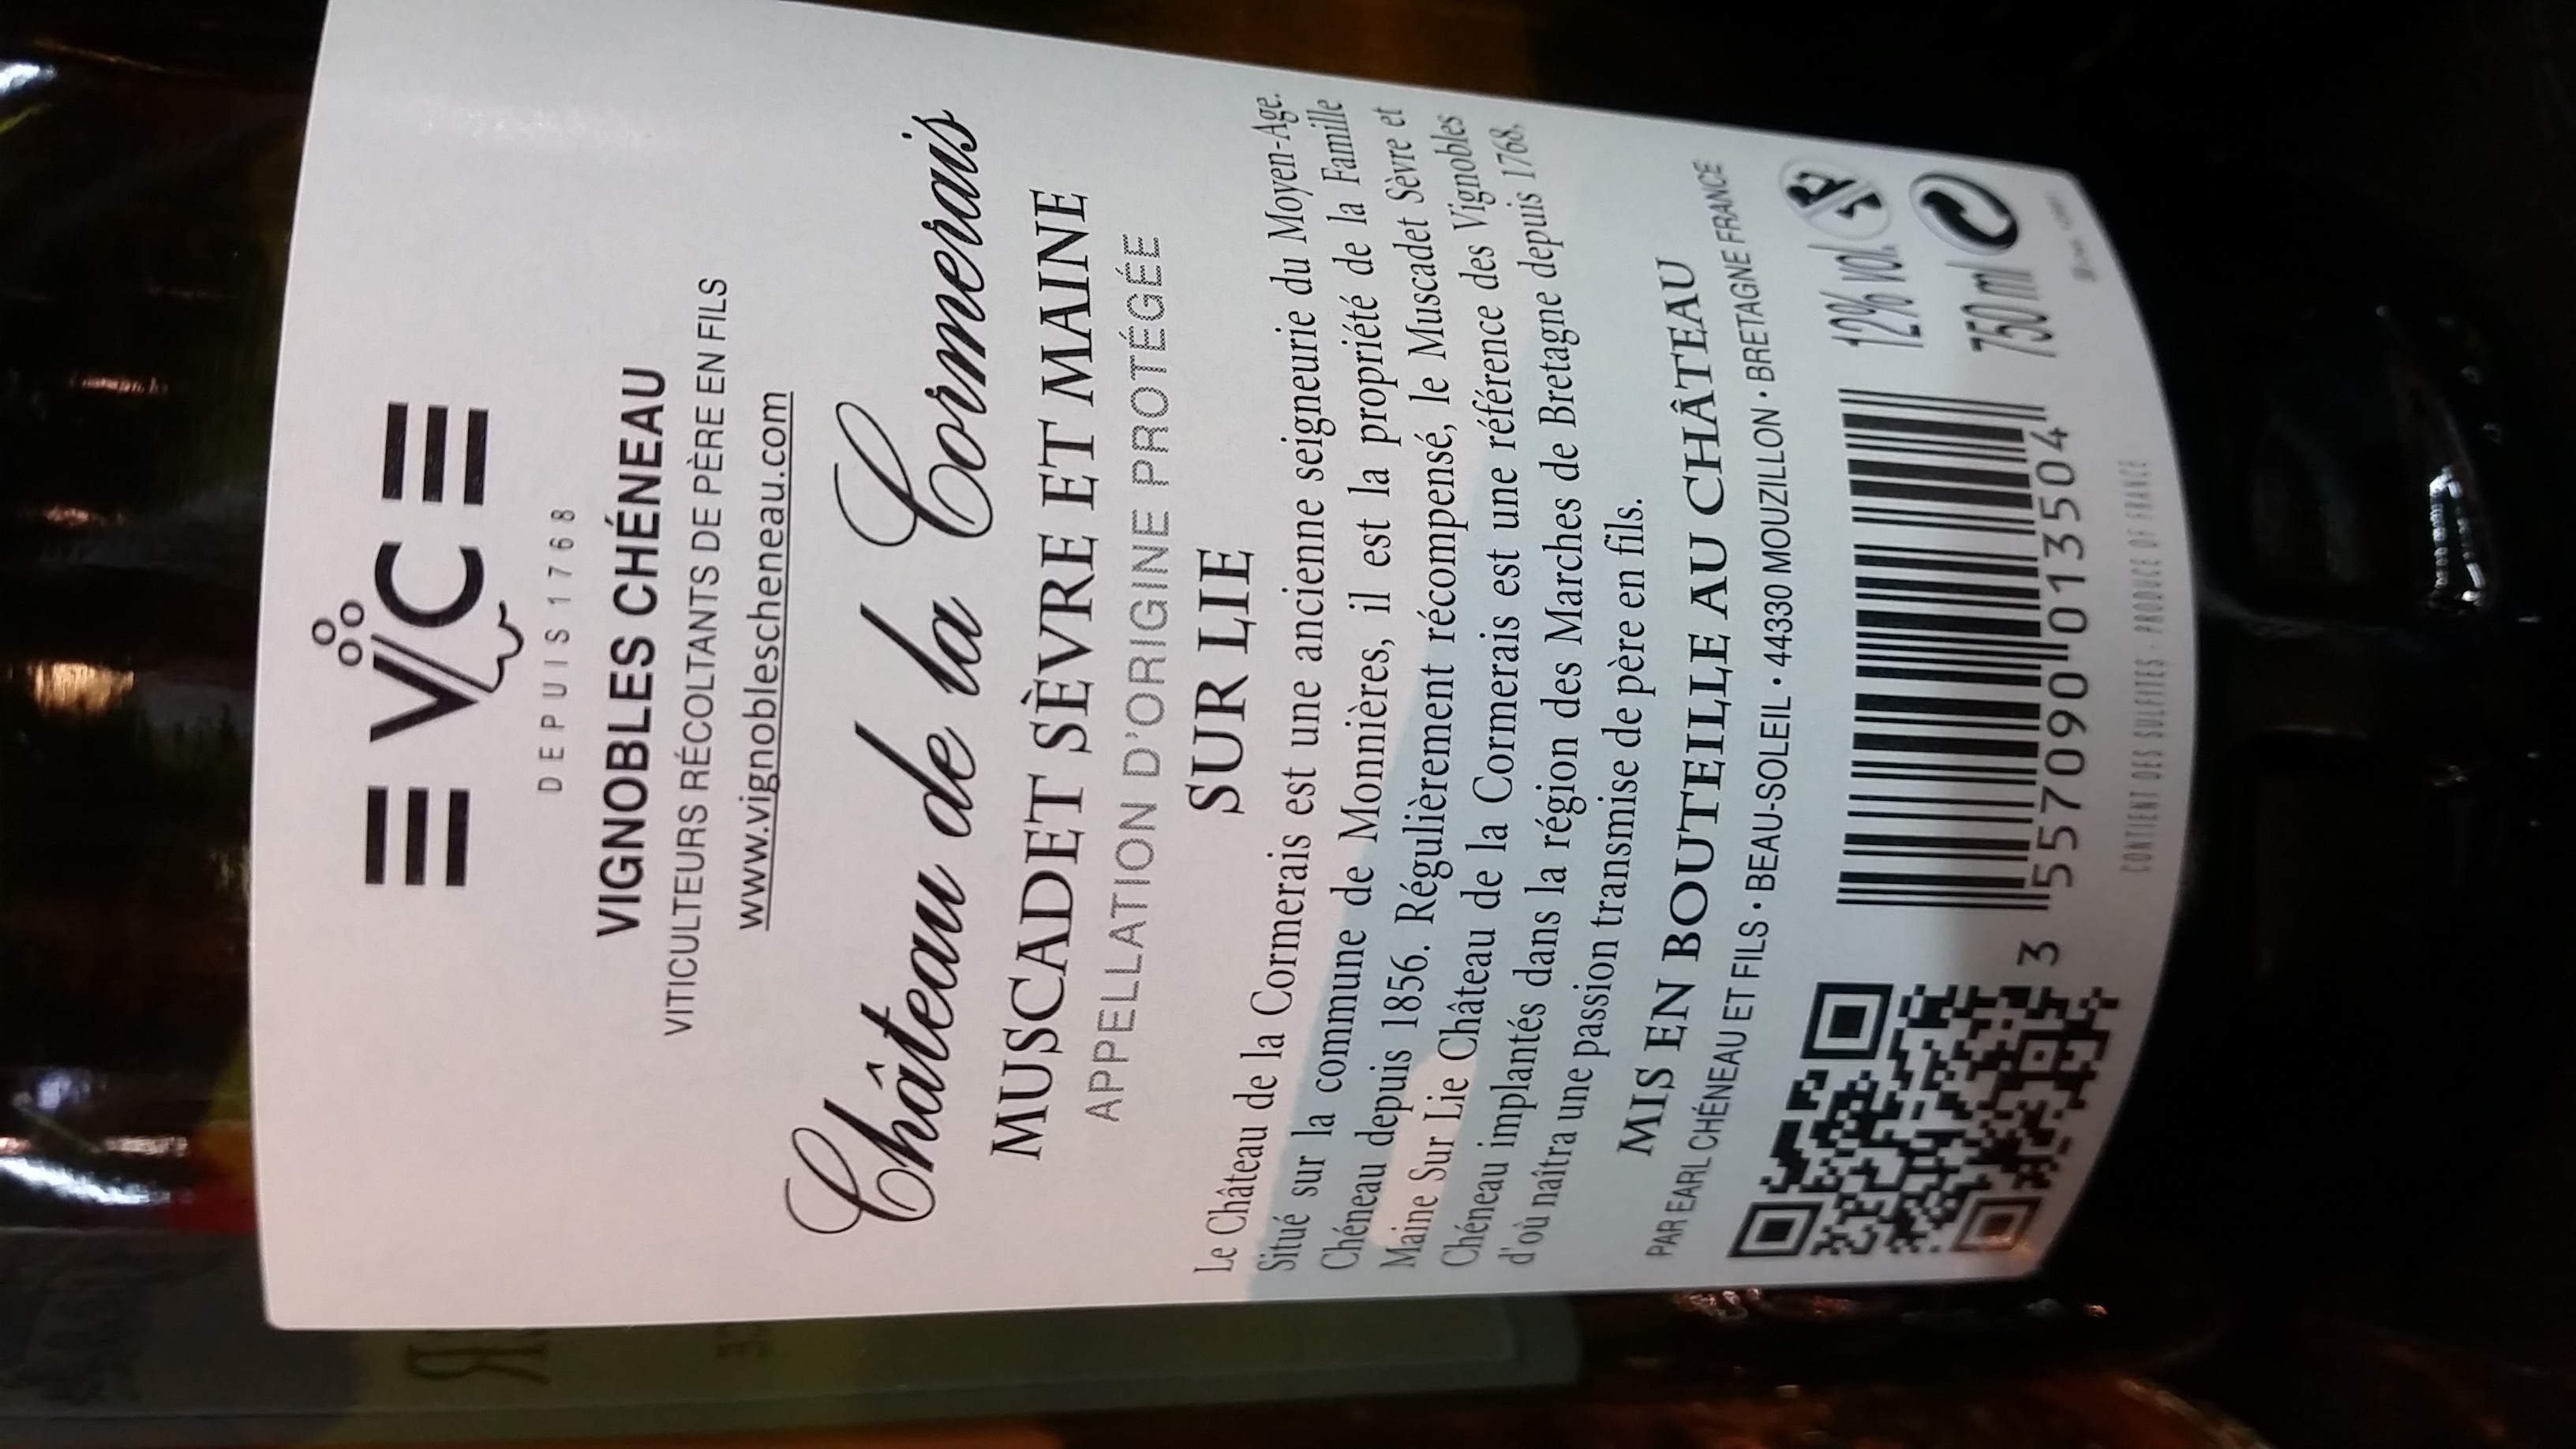 VC
DEPUIS 1768
VIGNOBLES CHÉNEAU
VITICULTEURS RÉCOLTANTS DE PÈRE EN FILS
www.vignoblescheneau.com
Château de la Cormerais
MUSCADET SÈVRE ET MAINE
APPELLATION D'ORIGINE PROTÉGÉE
SUR LIE
Le Château de la Cormerais est une ancienne seigneurie du Moyen-Age.
Situé sur la commune de Monnières, il est la propriété de la Famille
Chéneau depuis 1856. Régulièrement récompensé, le Muscadet Sèvre et
Maine Sur Lie Château de la Cormerais est une référence des Vignobles
Chéneau implantés dans la région des Marches de Bretagne depuis 1768,
d'où naîtra une passion transmise de père en fils.
MIS EN BOUTEILLE AU CHÂTEAU
PAR EARL CHÉNEAU ET FILS • BEAU-SOLEIL • 44330 MOUZILLON • BRETAGNE FRANCE
12% vol.
750 ml
3 557090 013504
CONTIENT DES SULFITES - PRODUCE OF FRANCE